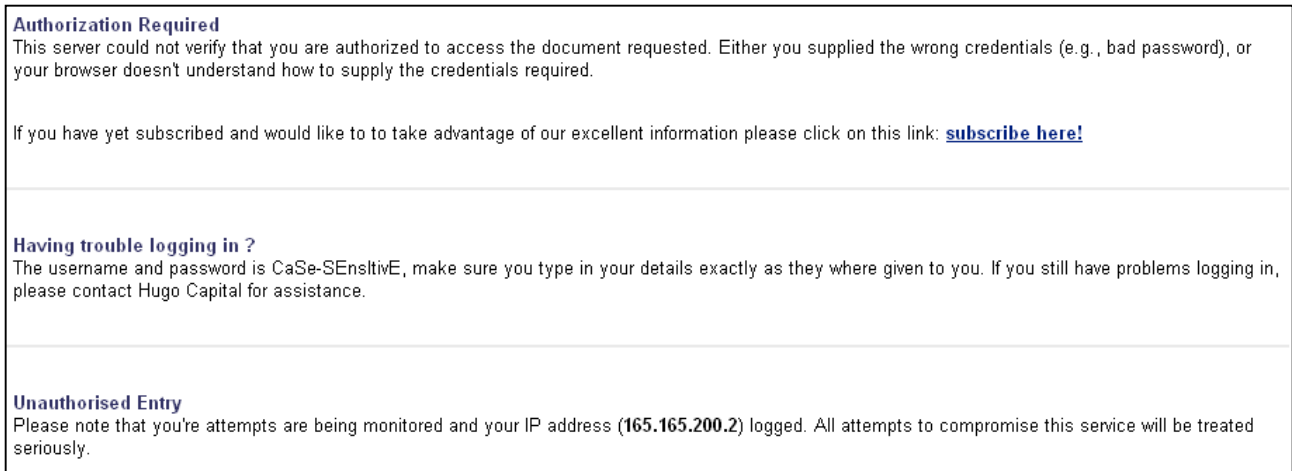 Authorization Required
This server could not verify that you are authorized to access the document requested. Either you supplied the wrong credentials (e.g., bad password), or
your browser doesn't understand how to supply the credentials required.
If you have yet subscribed and would like to to take advantage of our excellent information please click on this link: subscribe here!
Having trouble logging in ?
The username and password is CaSe-SEnsItivE, make sure you type in your details exactly as they where given to you. If you still have problems logging in,
please contact Hugo Capital for assistance.
Unauthorised Entry
Please note that you're attempts are being monitored and your IP address (165.165.200.2) logged. All attempts to compromise this service will be treated
seriously.